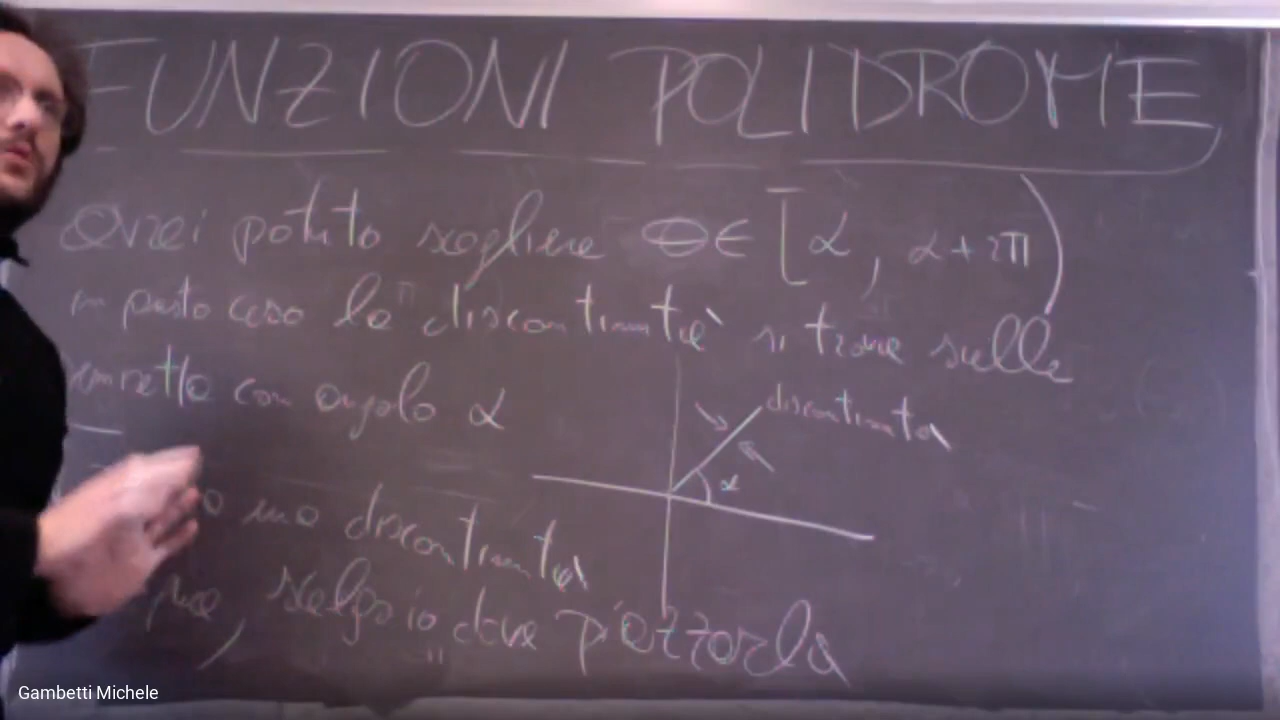 FUNZIONI POLIDROME
avrei potuto scegliere Θ ∈ [α, α+2π)
in questo caso la discontinuità si trova sulla
semiretta con angolo α
discontinuità
α
una discontinuità
, scelgo io dove piazzarla
Gambetti Michele